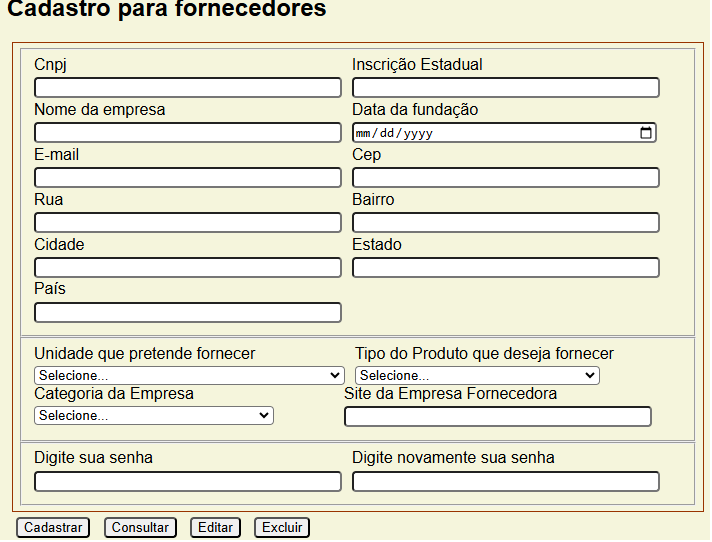 Cadastro para fornecedores
Cnpj Inscrição Estadual
Nome da empresa Data da fundação
mm/dd/yyyy
E-mail Cep
Rua Bairro
Cidade Estado
País
Unidade que pretende fornecer Tipo do Produto que deseja fornecer
Selecione... Selecione...
Categoria da Empresa Site da Empresa Fornecedora
Selecione...
Digite sua senha Digite novamente sua senha
Cadastrar Consultar Editar Excluir